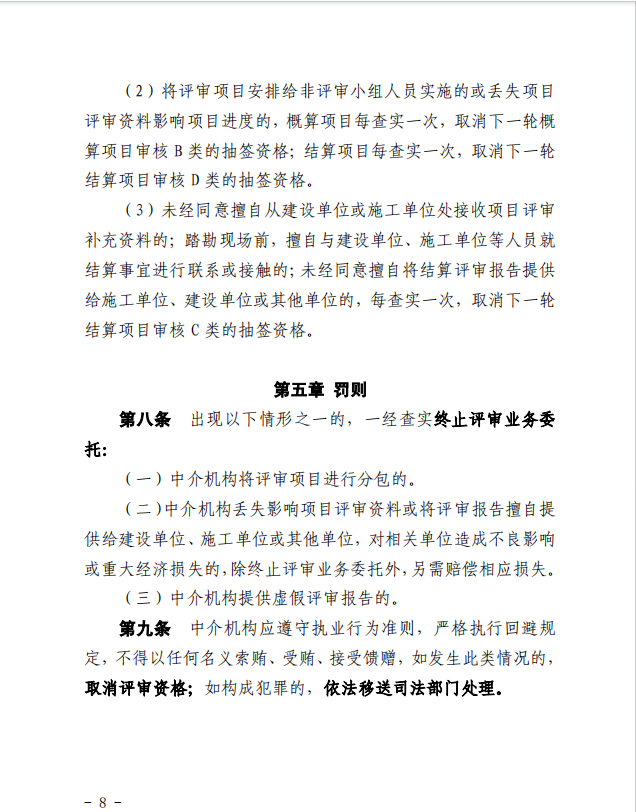 （2）将评审项目安排给非评审小组人员实施的或丢失项目
评审资料影响项目进度的，概算项目每查实一次，取消下一轮概
算项目审核 B 类的抽签资格；结算项目每查实一次，取消下一轮
结算项目审核 D 类的抽签资格。
（3）未经同意擅自从建设单位或施工单位处接收项目评审
补充资料的；踏勘现场前，擅自与建设单位、施工单位等人员就
结算事宜进行联系或接触的；未经同意擅自将结算评审报告提供
给施工单位、建设单位或其他单位的，每查实一次，取消下一轮
结算项目审核 C 类的抽签资格。
第五章 罚则
第八条 出现以下情形之一的，一经查实终止评审业务委
托：
（一）中介机构将评审项目进行分包的。
（二）中介机构丢失影响项目评审资料或将评审报告擅自提
供给建设单位、施工单位或其他单位，对相关单位造成不良影响
或重大经济损失的，除终止评审业务委托外，另需赔偿相应损失。
（三）中介机构提供虚假评审报告的。
第九条 中介机构应遵守执业行为准则，严格执行回避规
定，不得以任何名义索贿、受贿、接受馈赠，如发生此类情况的，
取消评审资格；如构成犯罪的，依法移送司法部门处理。
- 8 -